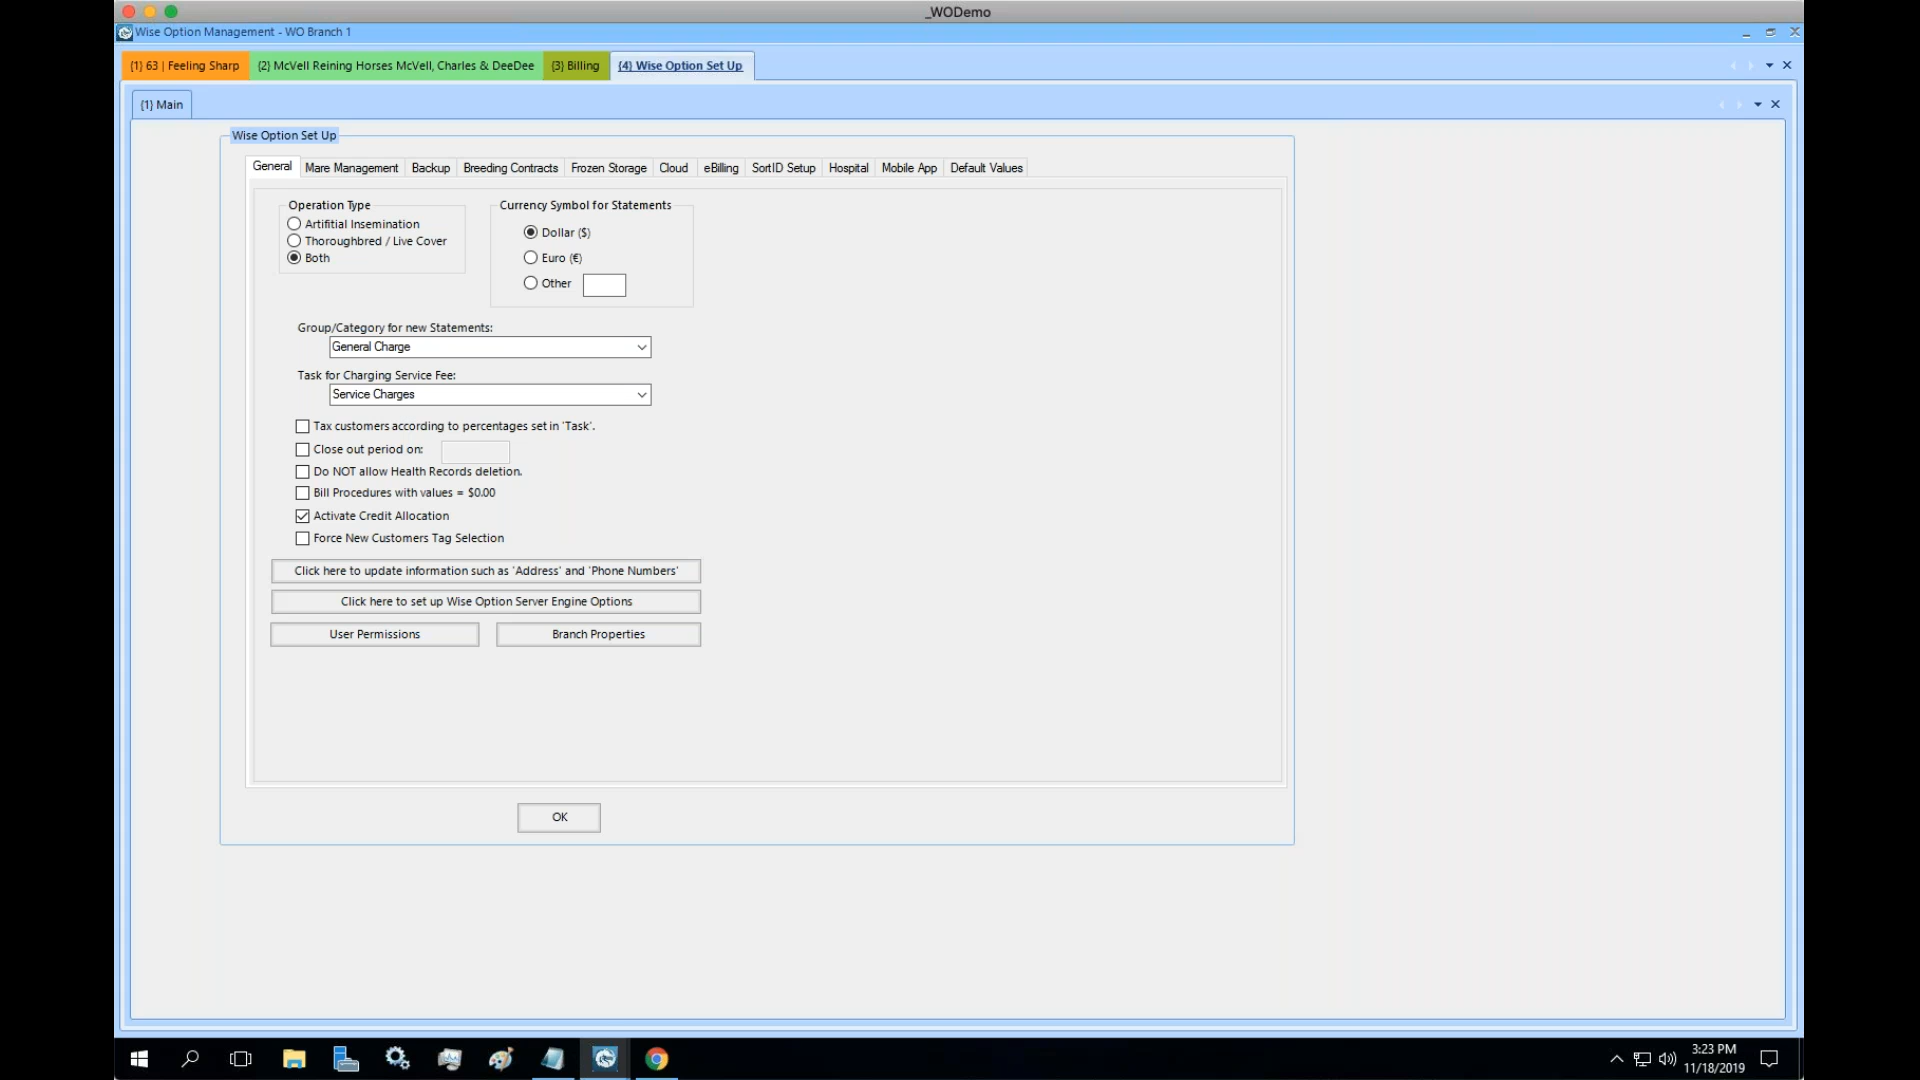 _WODemo
Wise Option Management - WO Branch 1
{1} 63 | Feeling Sharp
{2} McVell Reining Horses McVell, Charles & DeeDee
{3} Billing
{4} Wise Option Set Up
{1} Main
Wise Option Set Up
General
Mare Management
Backup
Breeding Contracts
Frozen Storage
Cloud
eBilling
SortID Setup
Hospital
Mobile App
Default Values
Operation Type
Artifitial Insemination
Thoroughbred / Live Cover
Both
Currency Symbol for Statements
Dollar ($)
Euro (€)
Other
Group/Category for new Statements:
General Charge
Task for Charging Service Fee:
Service Charges
Tax customers according to percentages set in 'Task'.
Close out period on:
Do NOT allow Health Records deletion.
Bill Procedures with values = $0.00
Activate Credit Allocation
Force New Customers Tag Selection
Click here to update information such as 'Address' and 'Phone Numbers'
Click here to set up Wise Option Server Engine Options
User Permissions
Branch Properties
OK
3:23 PM
11/18/2019